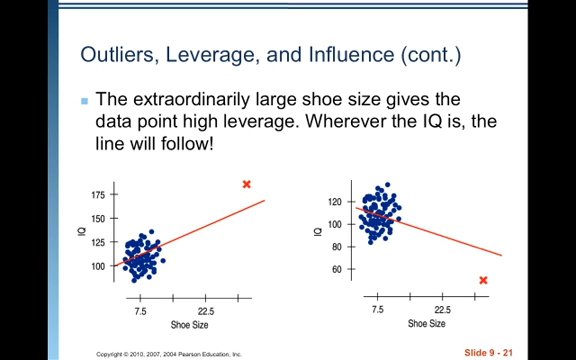 Outliers, Leverage, and Influence (cont.)
The extraordinarily large shoe size gives the
data point high leverage. Wherever the IQ is, the
line will follow!
175
150
125
100
IQ
7.5
22.5
Shoe Size
120
100
80
60
IQ
7.5
22.5
Shoe Size
Copyright © 2010, 2007, 2004 Pearson Education, Inc.
Slide 9 - 21